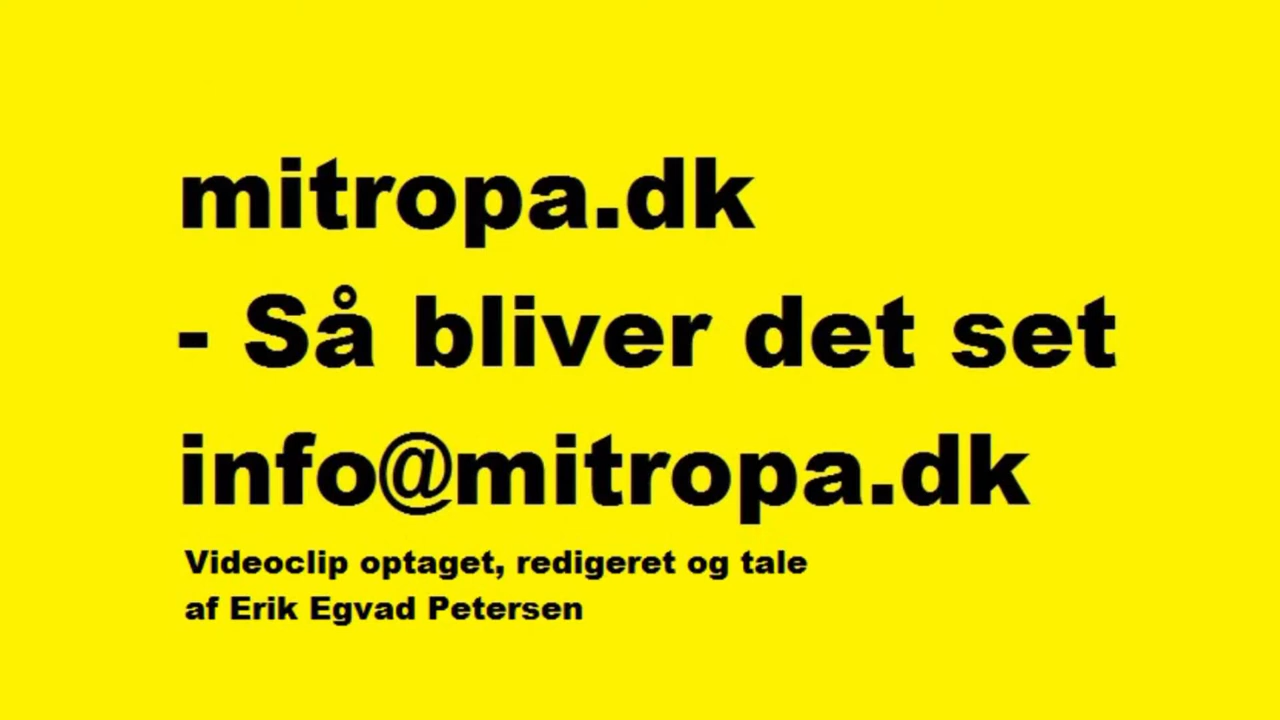 mitropa.dk
- Så bliver det set
info@mitropa.dk
Videoclip optaget, redigeret og tale
af Erik Egvad Petersen